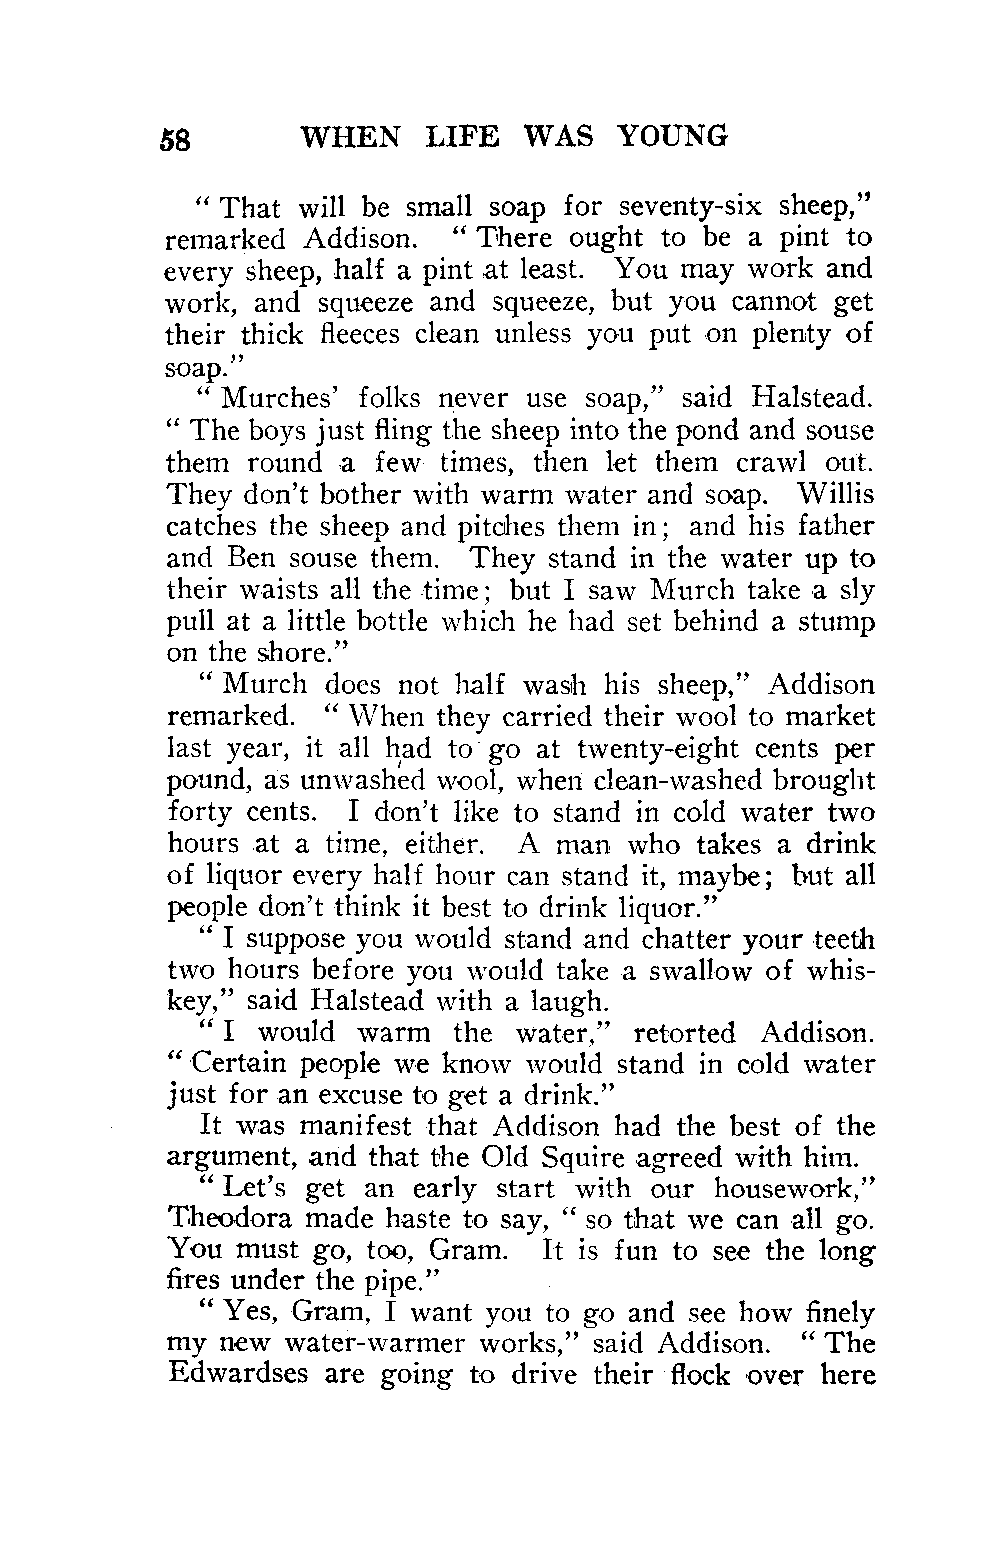 58 WHEN LIFE WAS YOUNG
“ That will be small soap for seventy-six sheep,”
remarked Addison. “ There ought to be a pint to
every sheep, half a pint at least. You may work and
work, and squeeze and squeeze, but you cannot get
their thick fleeces clean unless you put on plenty of
soap.”
“ Murches’ folks never use soap,” said Halstead.
“ The boys just fling the sheep into the pond and souse
them round a few times, then let them crawl out.
They don’t bother with warm water and soap. Willis
catches the sheep and pitches them in; and his father
and Ben souse them. They stand in the water up to
their waists all the time; but I saw Murch take a sly
pull at a little bottle which he had set behind a stump
on the shore.”
“ Murch does not half wash his sheep,” Addison
remarked. “ When they carried their wool to market
last year, it all had to go at twenty-eight cents per
pound, as unwashed wool, when clean-washed brought
forty cents. I don’t like to stand in cold water two
hours at a time, either. A man who takes a drink
of liquor every half hour can stand it, maybe; but all
people don’t think it best to drink liquor.”
“ I suppose you would stand and chatter your teeth
two hours before you would take a swallow of whis-
key,” said Halstead with a laugh.
“ I would warm the water,” retorted Addison.
“ Certain people we know would stand in cold water
just for an excuse to get a drink.”
It was manifest that Addison had the best of the
argument, and that the Old Squire agreed with him.
“ Let’s get an early start with our housework,”
Theodora made haste to say, “ so that we can all go.
You must go, too, Gram. It is fun to see the long
fires under the pipe.”
“ Yes, Gram, I want you to go and see how finely
my new water-warmer works,” said Addison. “ The
Edwardses are going to drive their flock over here